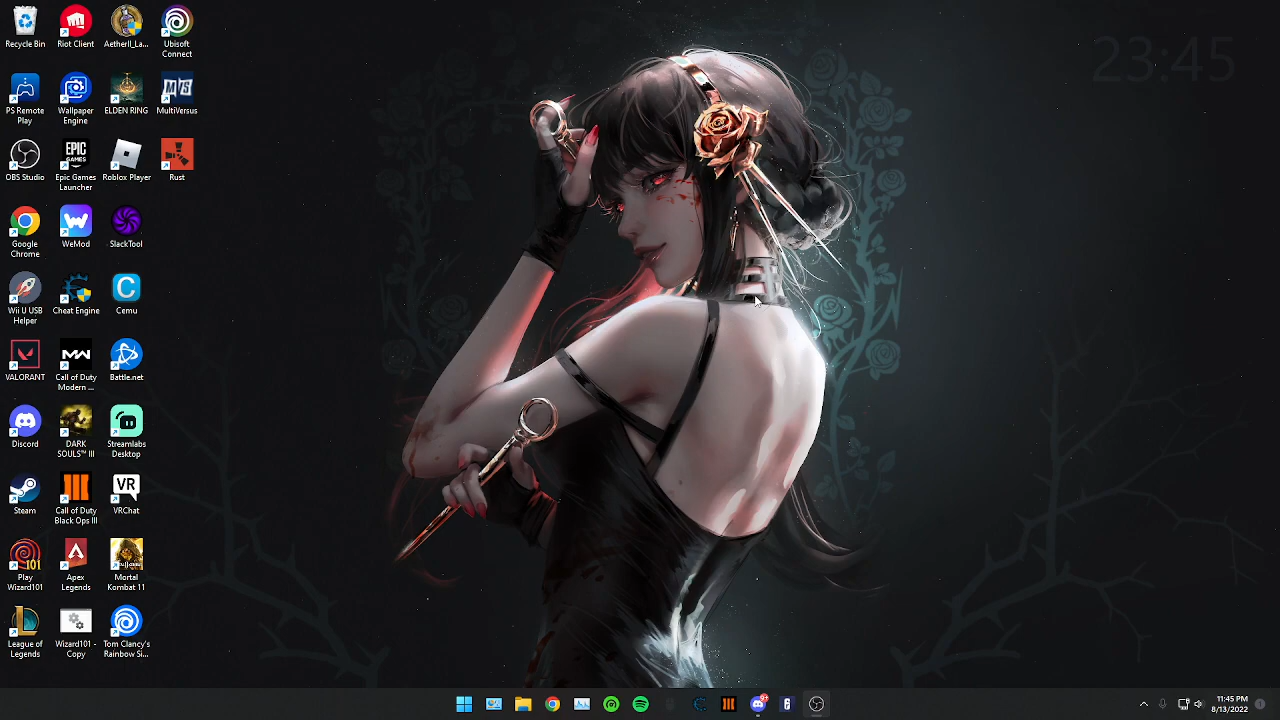 23:45
Recycle Bin
Riot Client
AetherII_La...
Ubisoft
Connect
PS Remote
Play
Wallpaper
Engine
ELDEN RING
MultiVersus
OBS Studio
EPIC
GAMES
Epic Games
Launcher
Roblox Player
Rust
Google
Chrome
WeMod
SlackTool
Wii U USB
Helper
Cheat Engine
Cemu
VALORANT
Call of Duty
Modern ...
Battle.net
Discord
DARK
SOULS™ III
Streamlabs
Desktop
Steam
Call of Duty
Black Ops III
VR
VRChat
101
Play
Wizard101
Apex
Legends
Mortal
Kombat 11
League of
Legends
Wizard101 -
Copy
Tom Clancy's
Rainbow Si...
11:45 PM
8/13/2022